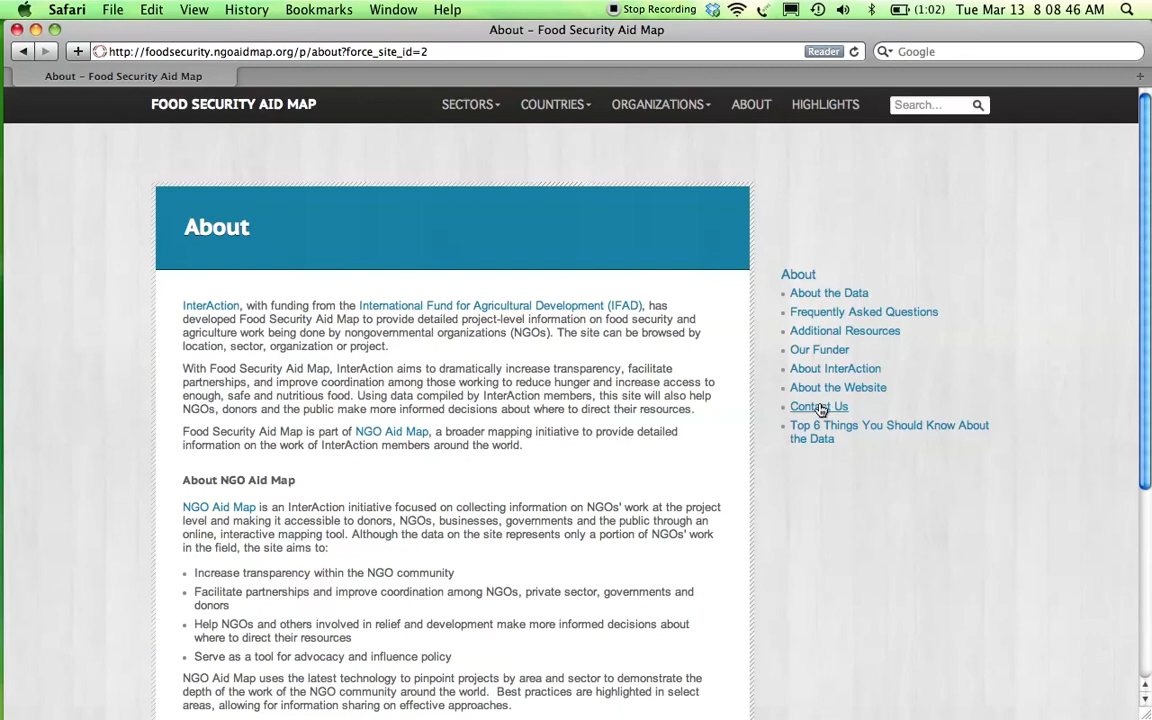 Safari File Edit View History Bookmarks Window Help Stop Recording (1:02) Tue Mar 13 8:08:46 AM
About – Food Security Aid Map
http://foodsecurity.ngoaidmap.org/p/about?force_site_id=2 Reader Google
About – Food Security Aid Map
FOOD SECURITY AID MAP SECTORS COUNTRIES ORGANIZATIONS ABOUT HIGHLIGHTS Search...
About
InterAction, with funding from the International Fund for Agricultural Development (IFAD), has
developed Food Security Aid Map to provide detailed project-level information on food security and
agriculture work being done by nongovernmental organizations (NGOs). The site can be browsed by
location, sector, organization or project.
With Food Security Aid Map, InterAction aims to dramatically increase transparency, facilitate
partnerships, and improve coordination among those working to reduce hunger and increase access to
enough, safe and nutritious food. Using data compiled by InterAction members, this site will also help
NGOs, donors and the public make more informed decisions about where to direct their resources.
Food Security Aid Map is part of NGO Aid Map, a broader mapping initiative to provide detailed
information on the work of InterAction members around the world.
About NGO Aid Map
NGO Aid Map is an InterAction initiative focused on collecting information on NGOs' work at the project
level and making it accessible to donors, NGOs, businesses, governments and the public through an
online, interactive mapping tool. Although the data on the site represents only a portion of NGOs' work
in the field, the site aims to:
Increase transparency within the NGO community
Facilitate partnerships and improve coordination among NGOs, private sector, governments and
donors
Help NGOs and others involved in relief and development make more informed decisions about
where to direct their resources
Serve as a tool for advocacy and influence policy
NGO Aid Map uses the latest technology to pinpoint projects by area and sector to demonstrate the
depth of the work of the NGO community around the world. Best practices are highlighted in select
areas, allowing for information sharing on effective approaches.
About
About the Data
Frequently Asked Questions
Additional Resources
Our Funder
About InterAction
About the Website
Contact Us
Top 6 Things You Should Know About
the Data